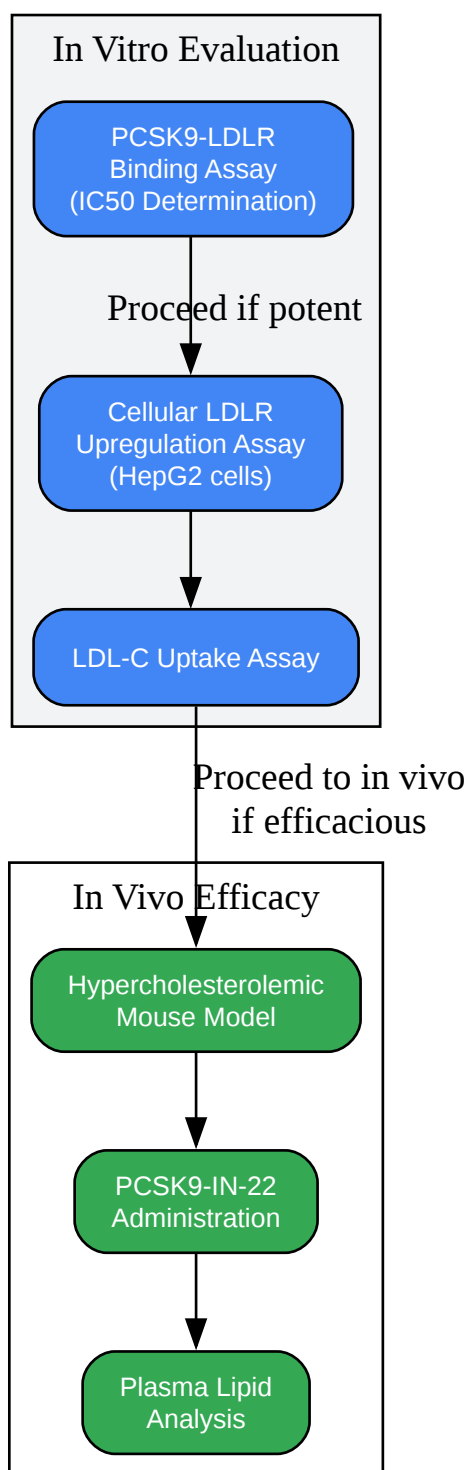 In Vitro Evaluation
PCSK9-LDLR
Binding Assay
(IC50 Determination)
Proceed if potent
Cellular LDLR
Upregulation Assay
(HepG2 cells)
LDL-C Uptake Assay
Proceed to in vivo
if efficacious
In Vivo Efficacy
Hypercholesterolemic
Mouse Model
PCSK9-IN-22
Administration
Plasma Lipid
Analysis